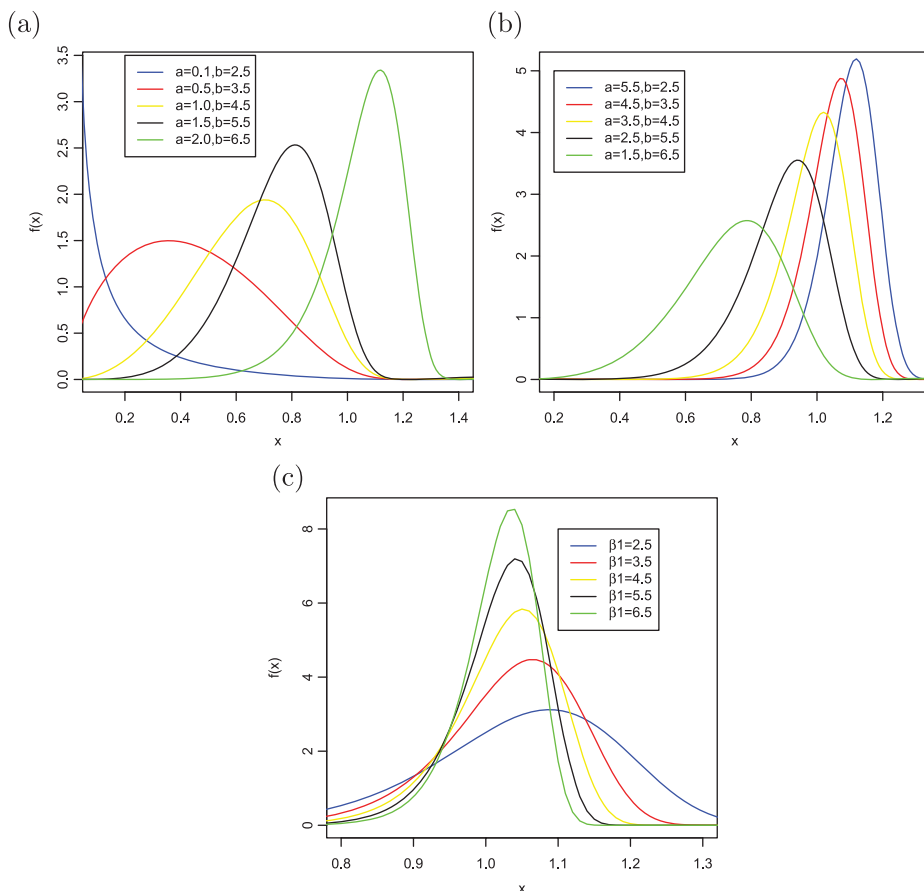 (a)
3.5
3.0
2.5
2.0
1.5
1.0
0.5
0.0
f(x)
a=0.1,b=2.5
a=0.5,b=3.5
a=1.0,b=4.5
a=1.5,b=5.5
a=2.0,b=6.5
0.2 0.4 0.6 0.8 1.0 1.2 1.4
x
(b)
5
4
3
2
1
0
f(x)
a=5.5,b=2.5
a=4.5,b=3.5
a=3.5,b=4.5
a=2.5,b=5.5
a=1.5,b=6.5
0.2 0.4 0.6 0.8 1.0 1.2
x
(c)
8
6
4
2
0
f(x)
β1=2.5
β1=3.5
β1=4.5
β1=5.5
β1=6.5
0.8 0.9 1.0 1.1 1.2 1.3
x